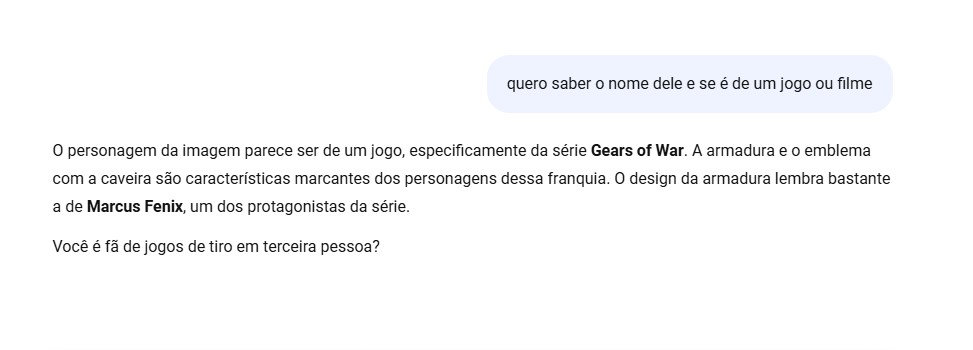 quero saber o nome dele e se é de um jogo ou filme
O personagem da imagem parece ser de um jogo, especificamente da série Gears of War. A armadura e o emblema
com a caveira são características marcantes dos personagens dessa franquia. O design da armadura lembra bastante
a de Marcus Fenix, um dos protagonistas da série.
Você é fã de jogos de tiro em terceira pessoa?